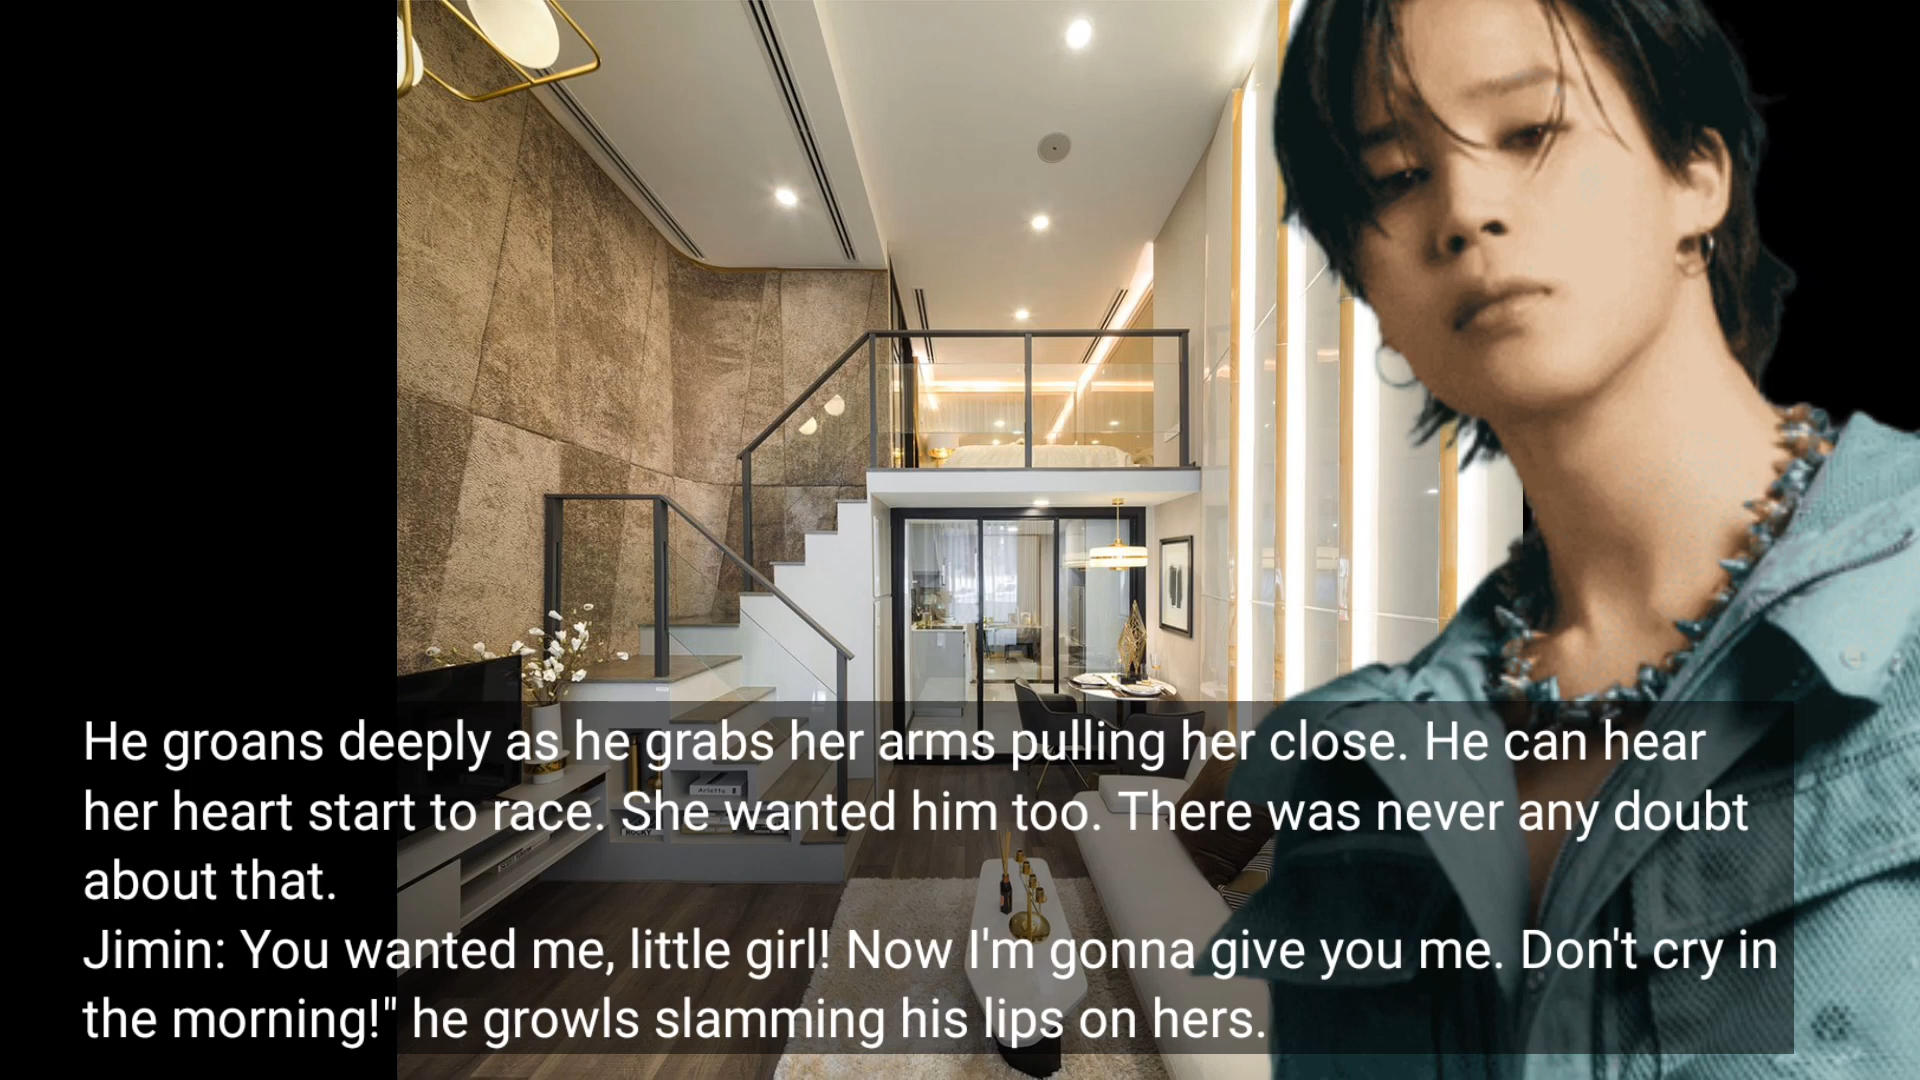 He groans deeply as he grabs her arms pulling her close. He can hear
her heart start to race. She wanted him too. There was never any doubt
about that.
Jimin: You wanted me, little girl! Now I'm gonna give you me. Don't cry in
the morning!" he growls slamming his lips on hers.
Arletta
ROCKY